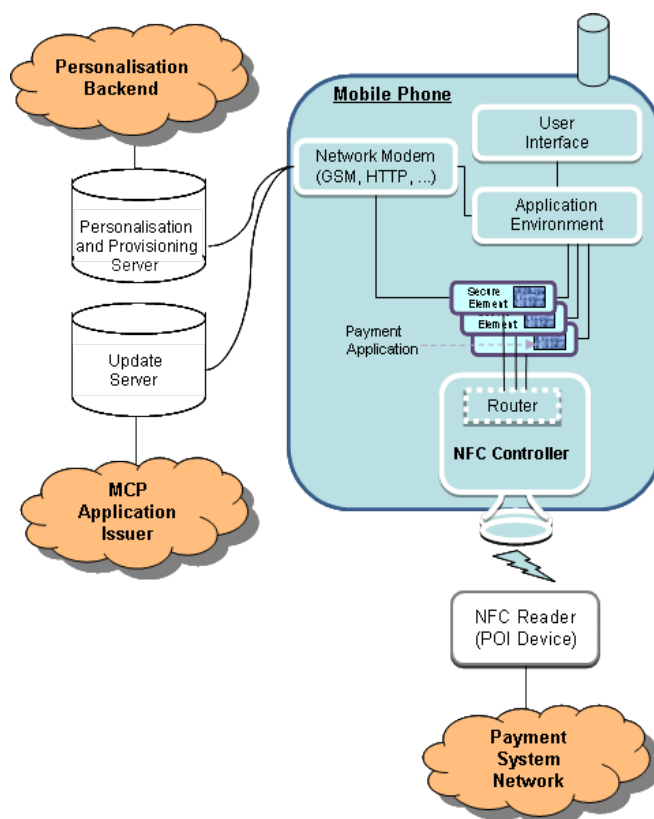 Personalisation
Backend
Mobile Phone
User
Interface
Network Modem
(GSM, HTTP, ...)
Application
Environment
Personalisation
and Provisioning
Server
Secure
Element
Element
Payment
Application
Update
Server
Router
NFC Controller
MCP
Application
Issuer
NFC Reader
(POI Device)
Payment
System
Network